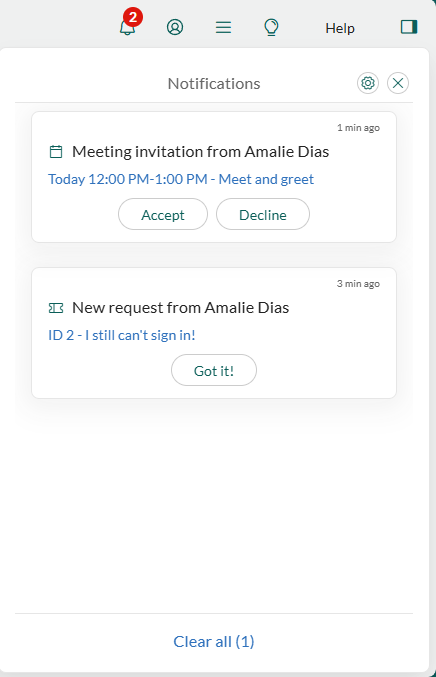 2
Help
Notifications
1 min ago
Meeting invitation from Amalie Dias
Today 12:00 PM-1:00 PM - Meet and greet
Accept Decline
3 min ago
New request from Amalie Dias
ID 2 - I still can't sign in!
Got it!
Clear all (1)